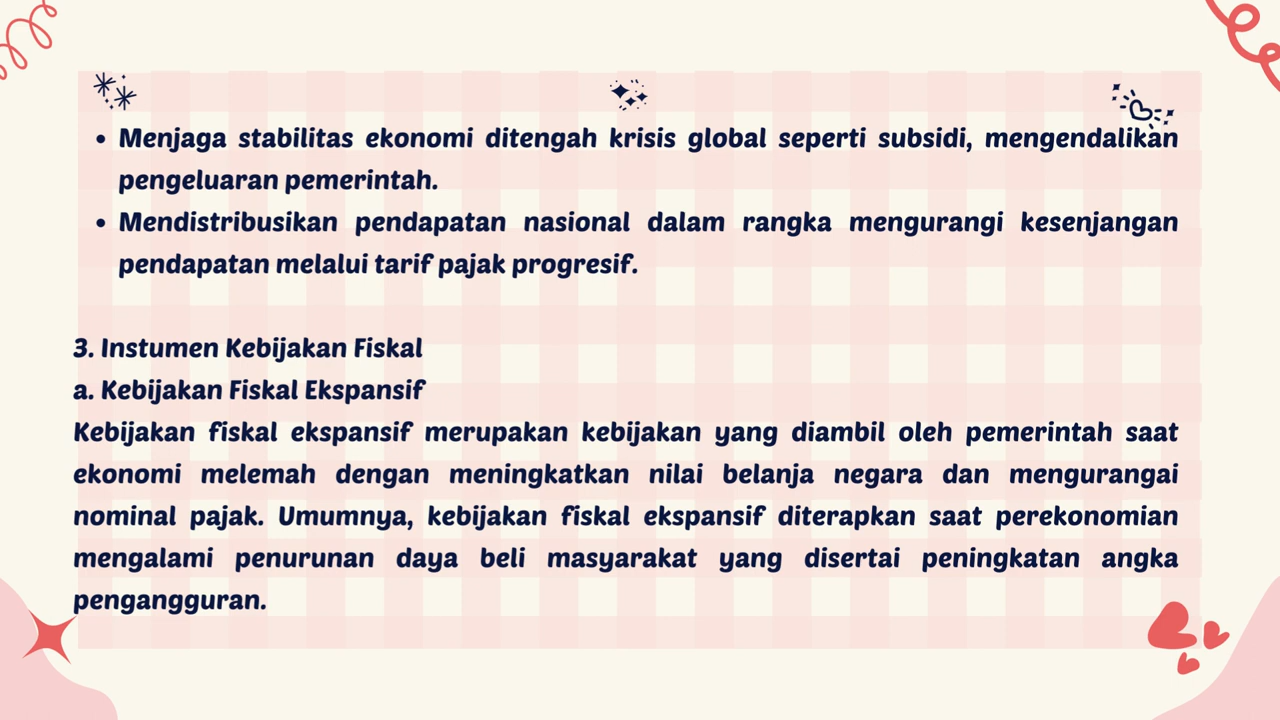 • Menjaga stabilitas ekonomi ditengah krisis global seperti subsidi, mengendalikan
pengeluaran pemerintah.
• Mendistribusikan pendapatan nasional dalam rangka mengurangi kesenjangan
pendapatan melalui tarif pajak progresif.
3. Instumen Kebijakan Fiskal
a. Kebijakan Fiskal Ekspansif
Kebijakan fiskal ekspansif merupakan kebijakan yang diambil oleh pemerintah saat
ekonomi melemah dengan meningkatkan nilai belanja negara dan mengurangai
nominal pajak. Umumnya, kebijakan fiskal ekspansif diterapkan saat perekonomian
mengalami penurunan daya beli masyarakat yang disertai peningkatan angka
pengangguran.